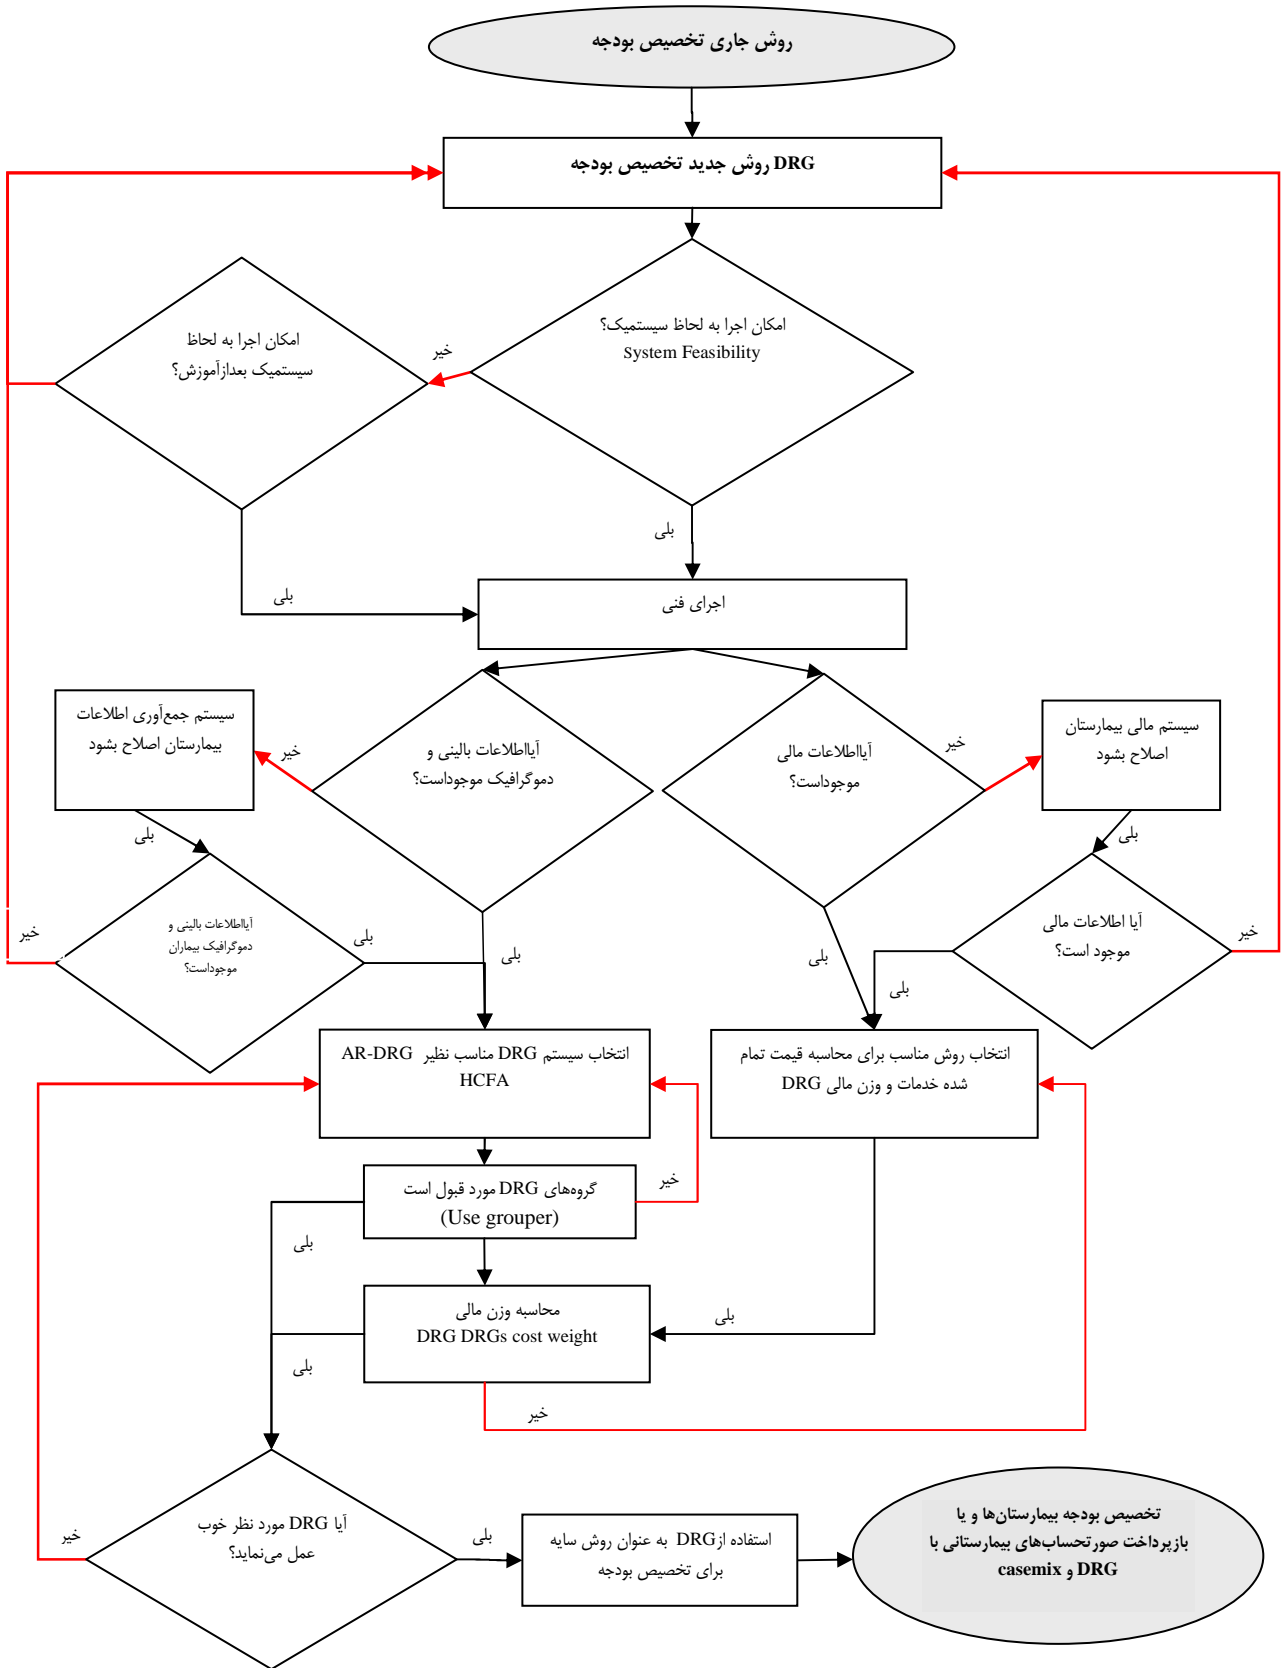 روش جاری تخصیص بودجه
DRG روش جدید تخصیص بودجه
امکان اجرا به لحاظ سیستمیک؟
System Feasibility
خیر
امکان اجرا به لحاظ
سیستمیک بعدازآموزش؟
بلی
بلی
اجرای فنی
آیااطلاعات مالی
موجوداست؟
خیر
سیستم مالی بیمارستان
اصلاح بشود
آیااطلاعات بالینی و
دموگرافیک موجوداست؟
خیر
سیستم جمع‌آوری اطلاعات
بیمارستان اصلاح بشود
بلی
بلی
آیا اطلاعات مالی
موجود است؟
خیر
بلی
بلی
بلی
آیااطلاعات بالینی و
دموگرافیک بیماران
موجوداست؟
بلی
خیر
انتخاب روش مناسب برای محاسبه قیمت تمام
شده خدمات و وزن مالی DRG
انتخاب سیستم DRG مناسب نظیر AR-DRG
HCFA
گروه‌های DRG مورد قبول است
(Use grouper)
خیر
بلی
محاسبه وزن مالی
DRG DRGs cost weight
بلی
بلی
خیر
آیا DRG مورد نظر خوب
عمل می‌نماید؟
خیر
بلی
استفاده ازDRG به عنوان روش سایه
برای تخصیص بودجه
تخصیص بودجه بیمارستان‌ها و یا
بازپرداخت صورتحساب‌های بیمارستانی با
DRG و casemix